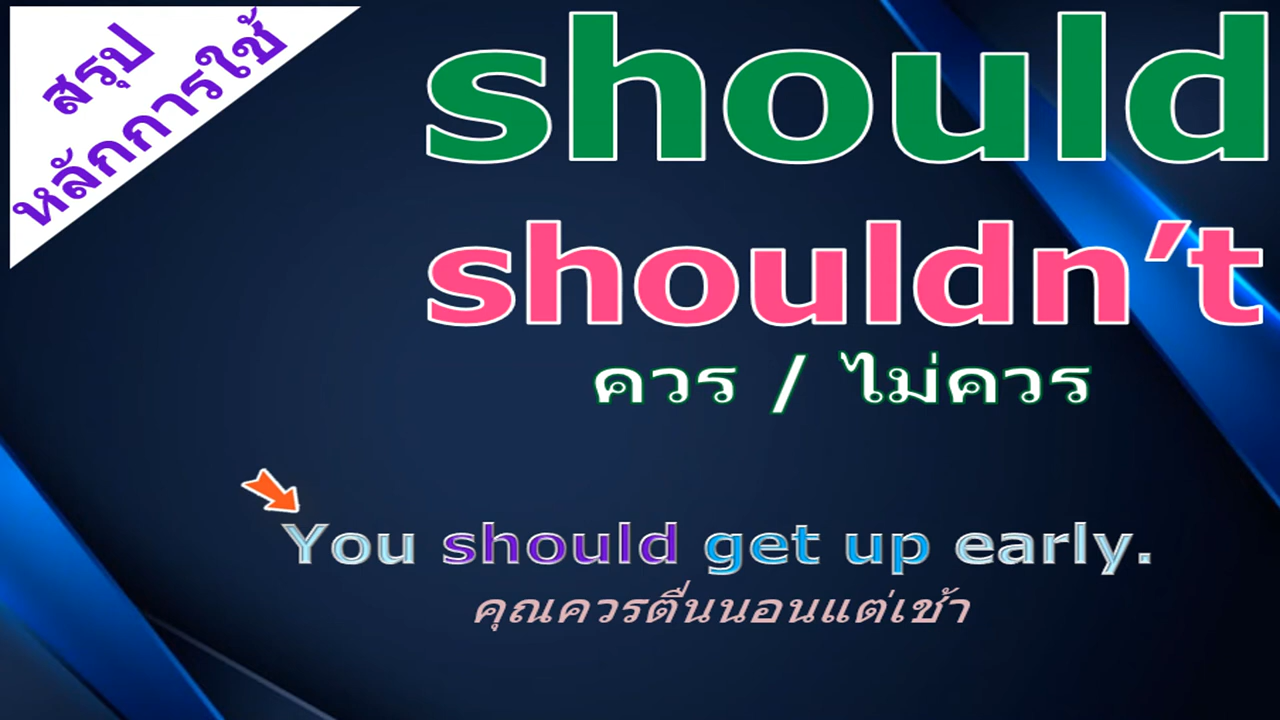 สรุป
หลักการใช้
should
shouldn’t
ควร / ไม่ควร
You should get up early.
คุณควรตื่นนอนแต่เช้า